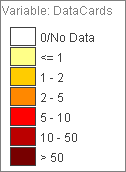 Variable: DataCards
0/No Data
<= 1
1 - 2
2 - 5
5 - 10
10 - 50
> 50